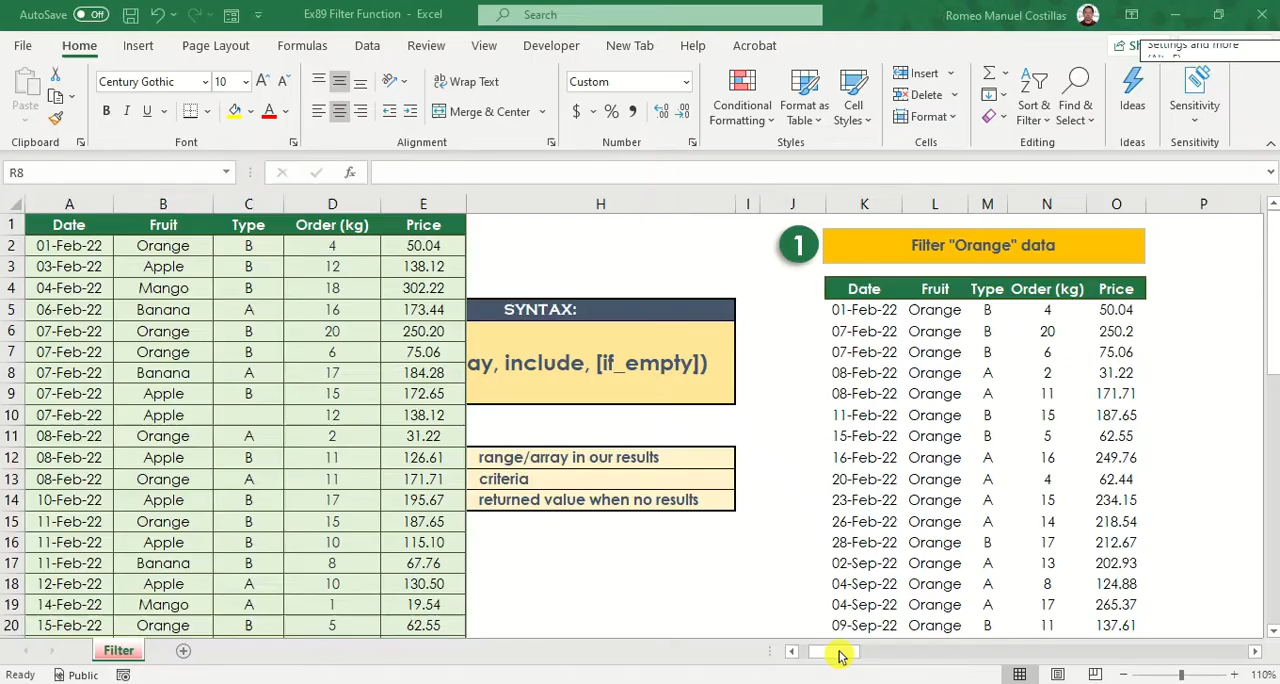 AutoSave Off Ex89 Filter Function - Excel Search Romeo Manuel Costillas
File Home Insert Page Layout Formulas Data Review View Developer New Tab Help Acrobat
Settings and more
Paste Century Gothic 10 A A Wrap Text Custom Insert Σ
B I U A Merge & Center $ % , Conditional Formatting Format as Table Cell Styles Delete Format Sort & Filter Find & Select Ideas Sensitivity
Clipboard Font Alignment Number Styles Cells Editing Ideas Sensitivity
R8 fx
A B C D E H I J K L M N O P
1 Date Fruit Type Order (kg) Price
2 01-Feb-22 Orange B 4 50.04 1 Filter "Orange" data
3 03-Feb-22 Apple B 12 138.12
4 04-Feb-22 Mango B 18 302.22 Date Fruit Type Order (kg) Price
5 06-Feb-22 Banana A 16 173.44 SYNTAX: 01-Feb-22 Orange B 4 50.04
6 07-Feb-22 Orange B 20 250.20 07-Feb-22 Orange B 20 250.2
7 07-Feb-22 Orange B 6 75.06 ay, include, [if_empty]) 07-Feb-22 Orange B 6 75.06
8 07-Feb-22 Banana A 17 184.28 08-Feb-22 Orange A 2 31.22
9 07-Feb-22 Apple B 15 172.65 08-Feb-22 Orange A 11 171.71
10 07-Feb-22 Apple 12 138.12 11-Feb-22 Orange B 15 187.65
11 08-Feb-22 Orange A 2 31.22 15-Feb-22 Orange B 5 62.55
12 08-Feb-22 Apple B 11 126.61 range/array in our results 16-Feb-22 Orange A 16 249.76
13 08-Feb-22 Orange A 11 171.71 criteria 20-Feb-22 Orange A 4 62.44
14 10-Feb-22 Apple B 17 195.67 returned value when no results 23-Feb-22 Orange A 15 234.15
15 11-Feb-22 Orange B 15 187.65 26-Feb-22 Orange A 14 218.54
16 11-Feb-22 Apple B 10 115.10 28-Feb-22 Orange B 17 212.67
17 11-Feb-22 Banana B 8 67.76 02-Sep-22 Orange A 13 202.93
18 12-Feb-22 Apple A 10 130.50 04-Sep-22 Orange A 8 124.88
19 14-Feb-22 Mango A 1 19.54 04-Sep-22 Orange A 17 265.37
20 15-Feb-22 Orange B 5 62.55 09-Sep-22 Orange B 11 137.61
Filter
Ready Public 110%